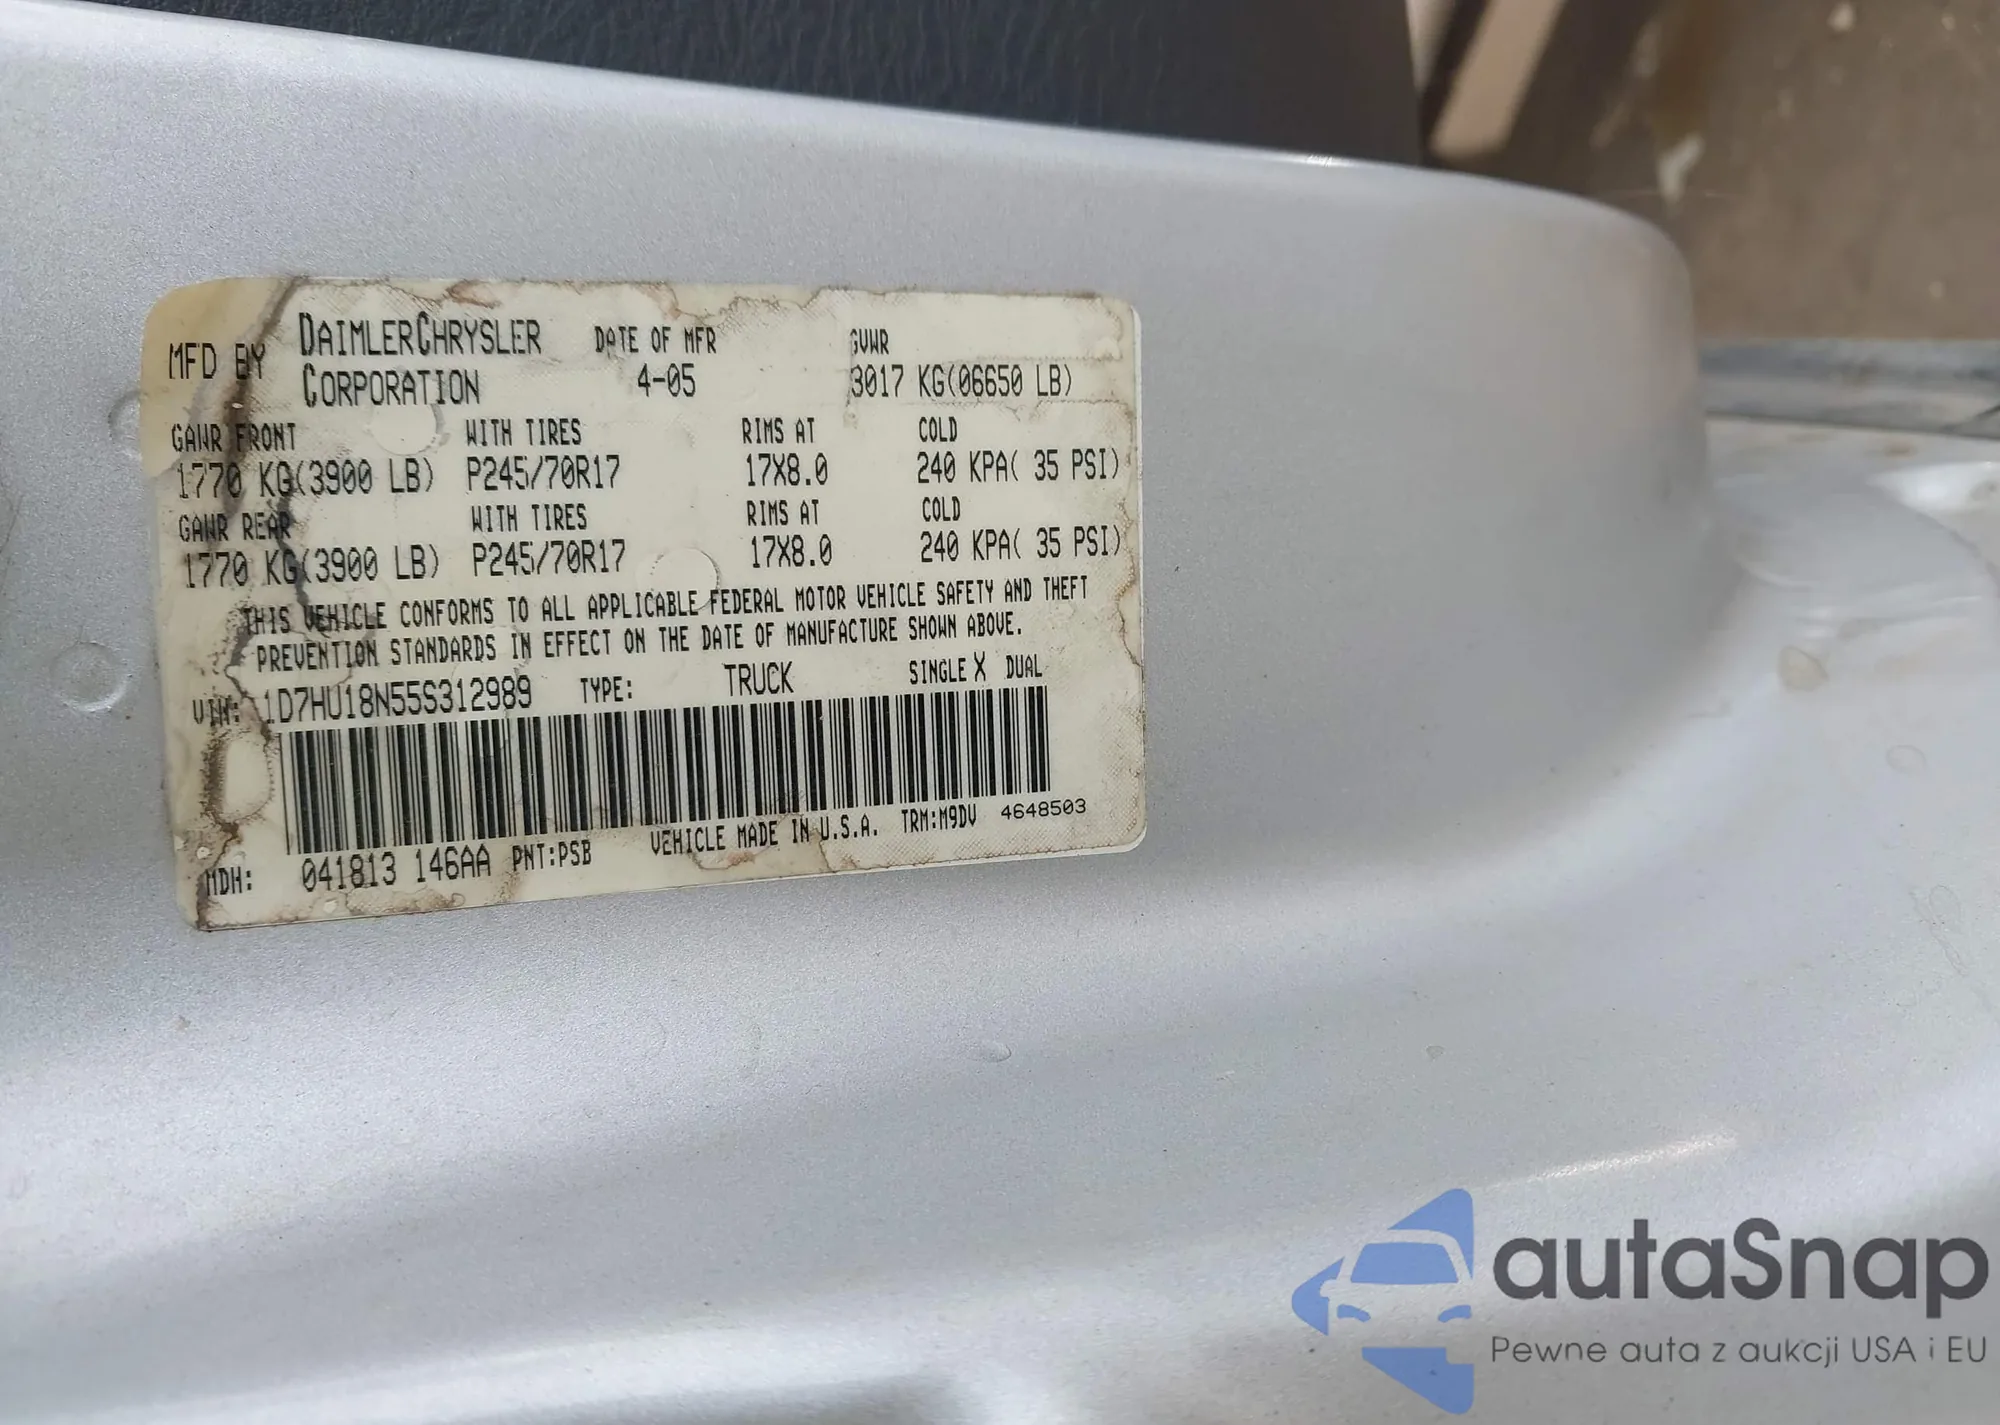 MFD BY DAIMLERCHRYSLER CORPORATION
DATE OF MFR 4-05
GVWR 3017 KG(06650 LB)
GAWR FRONT WITH TIRES RIMS AT COLD
1770 KG(3900 LB) P245/70R17 17X8.0 240 KPA( 35 PSI)
GAWR REAR WITH TIRES RIMS AT COLD
1770 KG(3900 LB) P245/70R17 17X8.0 240 KPA( 35 PSI)
THIS VEHICLE CONFORMS TO ALL APPLICABLE FEDERAL MOTOR VEHICLE SAFETY AND THEFT
PREVENTION STANDARDS IN EFFECT ON THE DATE OF MANUFACTURE SHOWN ABOVE.
VIN: 1D7HU18N55S312989 TYPE: TRUCK SINGLE X DUAL
MDH: 041813 146AA PNT:PSB VEHICLE MADE IN U.S.A. TRM:M9DV 4648503
autaSnap
Pewne auta z aukcji USA i EU